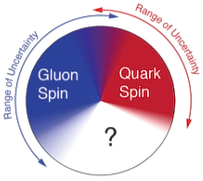 Range of Uncertainty
Range of Uncertainty
Gluon
Spin
Quark
Spin
?